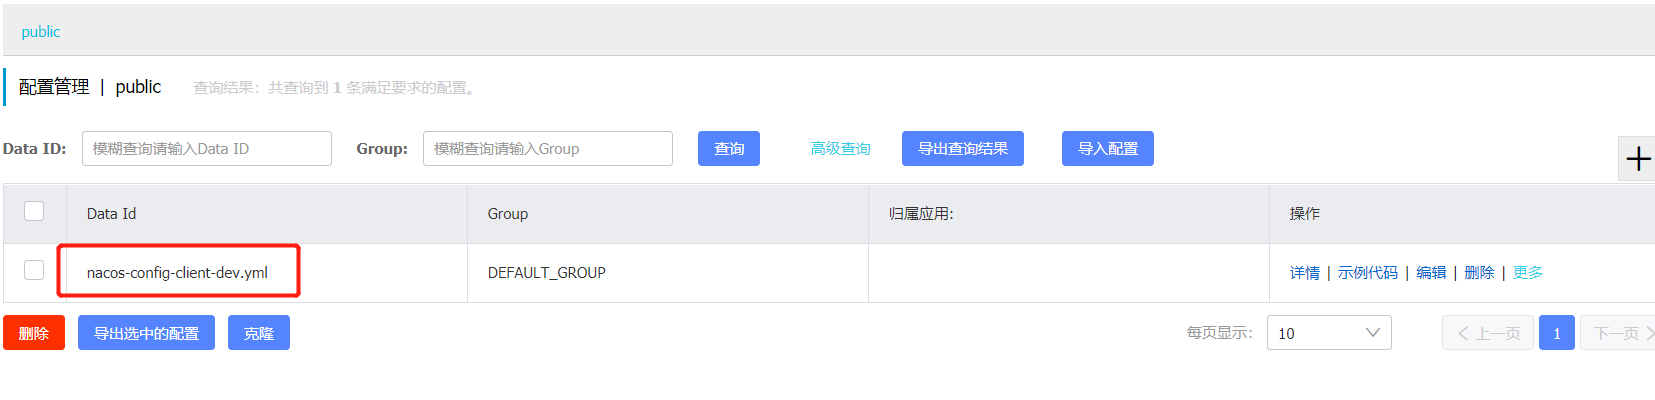 public
配置管理 | public 查询结果：共查询到 1 条满足要求的配置。
Data ID: 模糊查询请输入Data ID Group: 模糊查询请输入Group 查询 高级查询 导出查询结果 导入配置
Data Id Group 归属应用: 操作
nacos-config-client-dev.yml DEFAULT_GROUP 详情 | 示例代码 | 编辑 | 删除 | 更多
删除 导出选中的配置 克隆 每页显示： 10 上一页 1 下一页